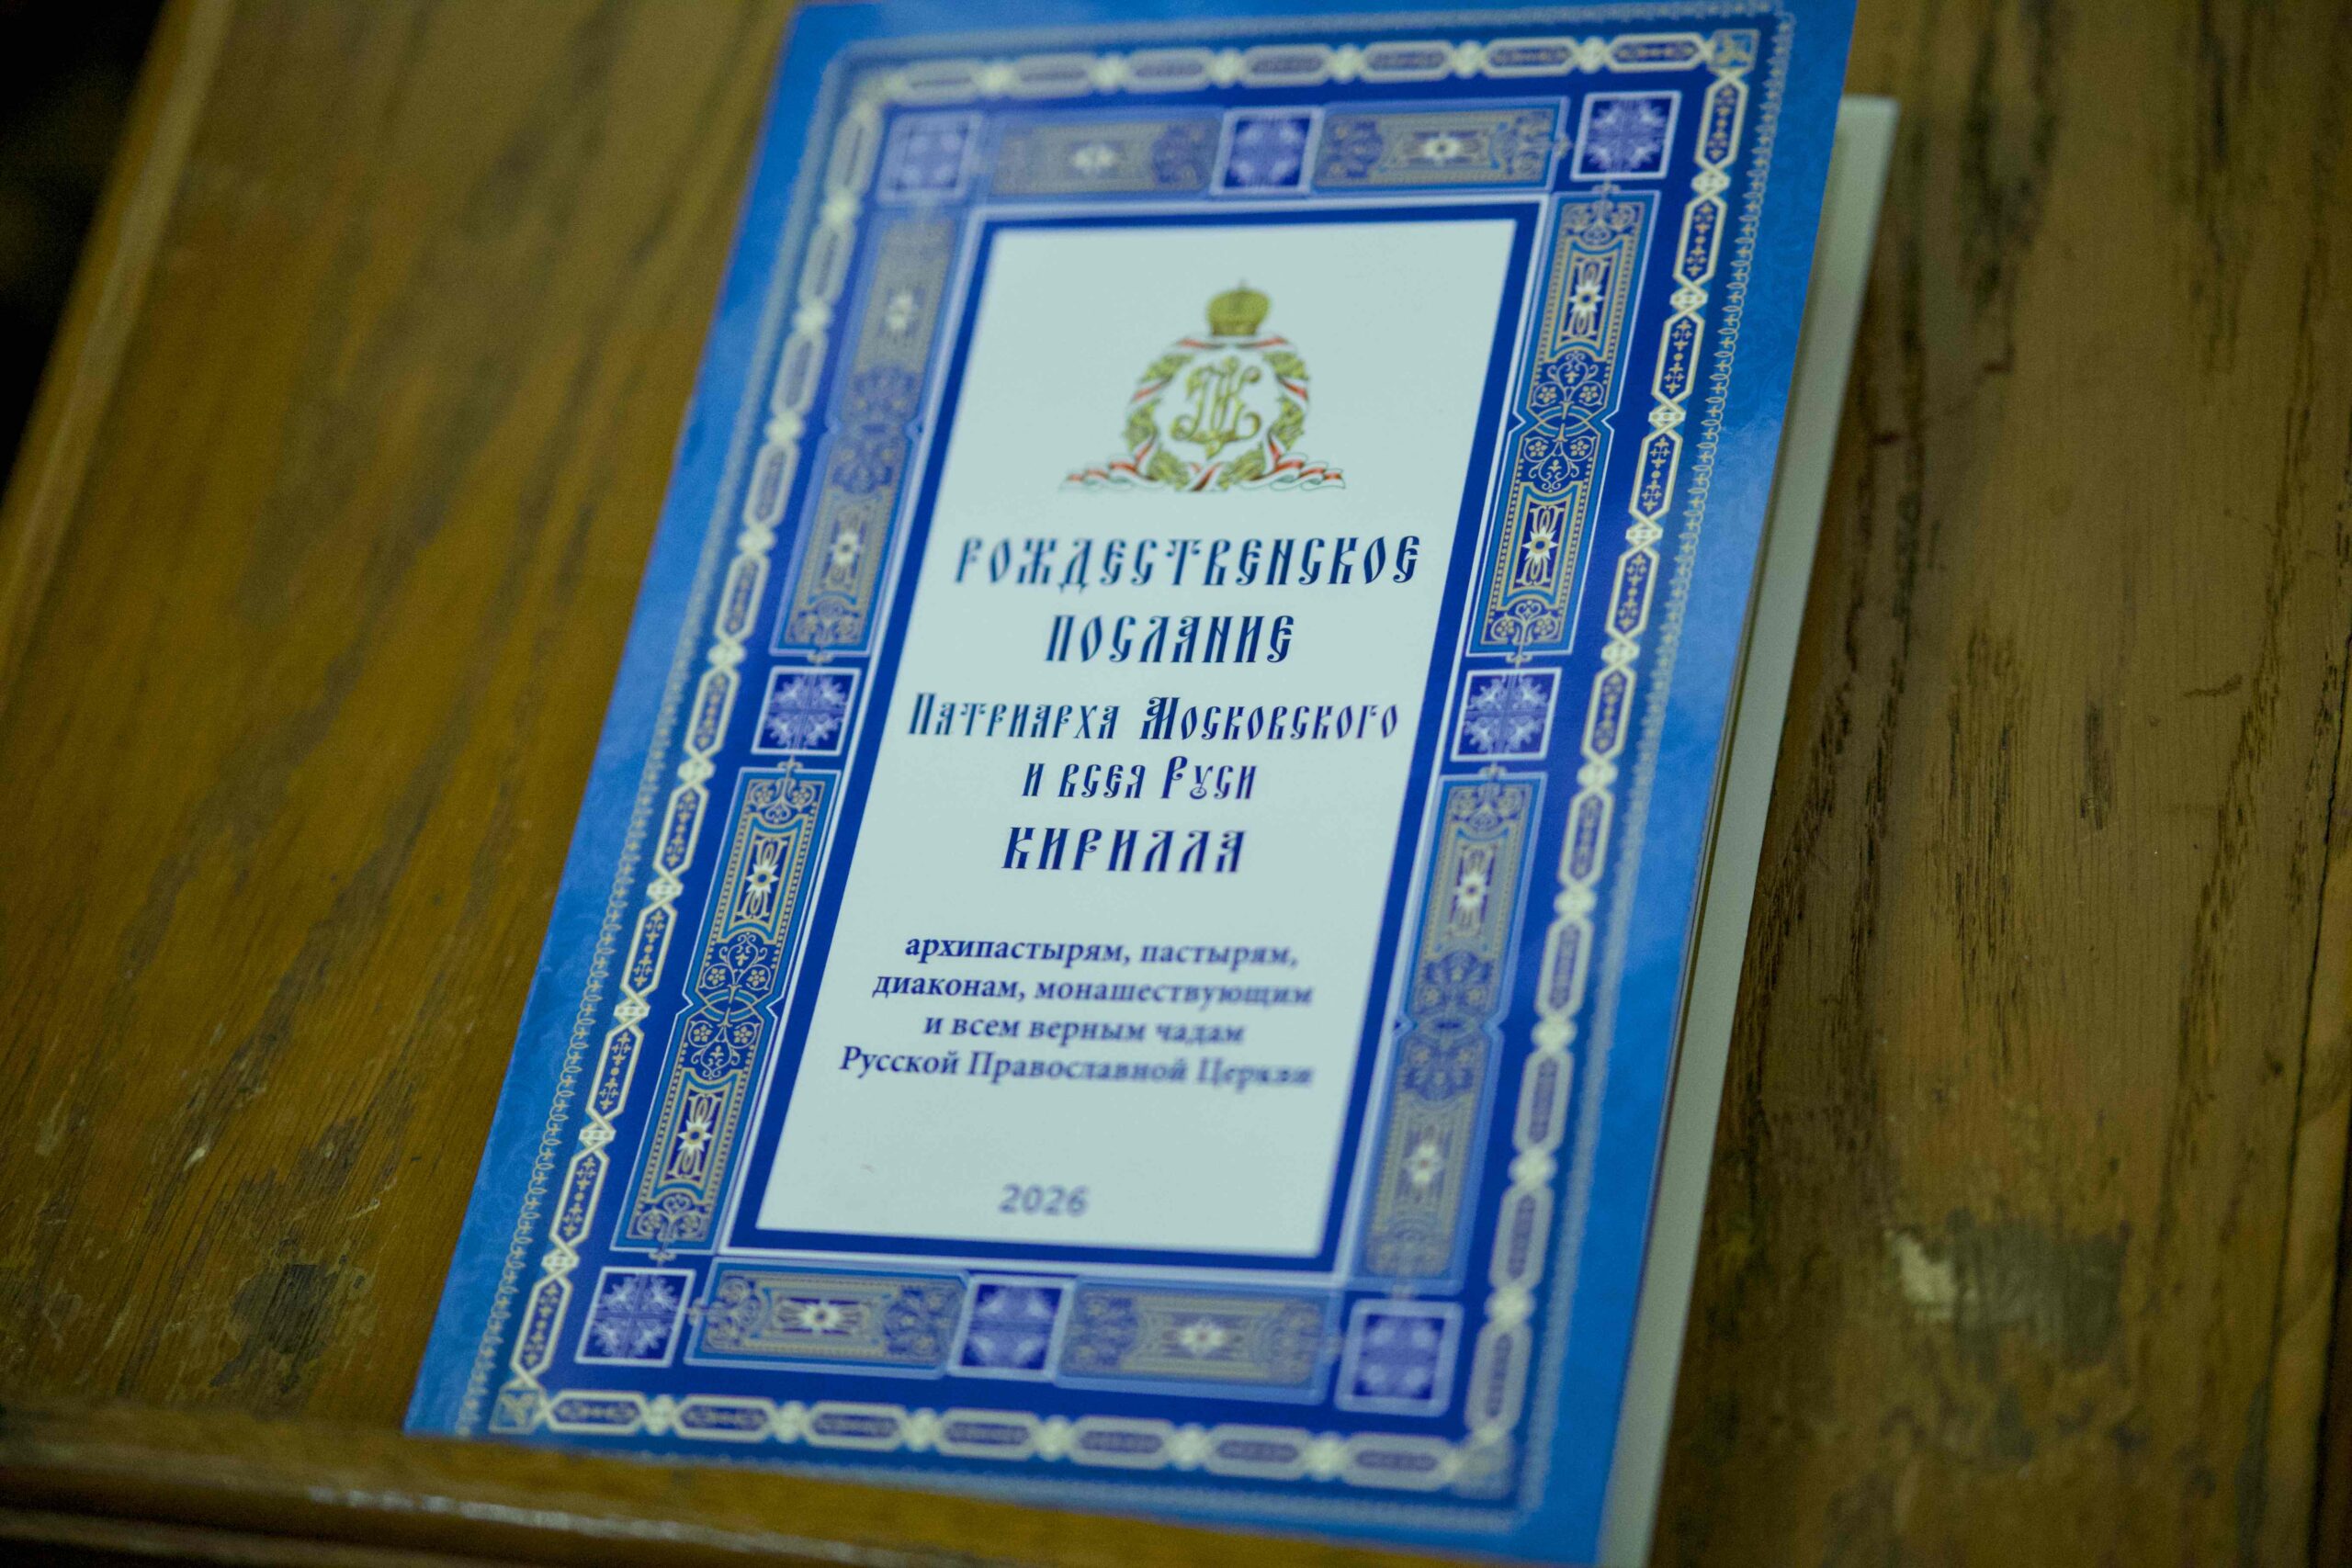 РОЖДЕСТВЕНСКОЕ
ПОСЛАНИЕ
Патриарха Московского
и всея Руси
КИРИЛЛА
архипастырям, пастырям,
диаконам, монашествующим
и всем верным чадам
Русской Православной Церкви
2026